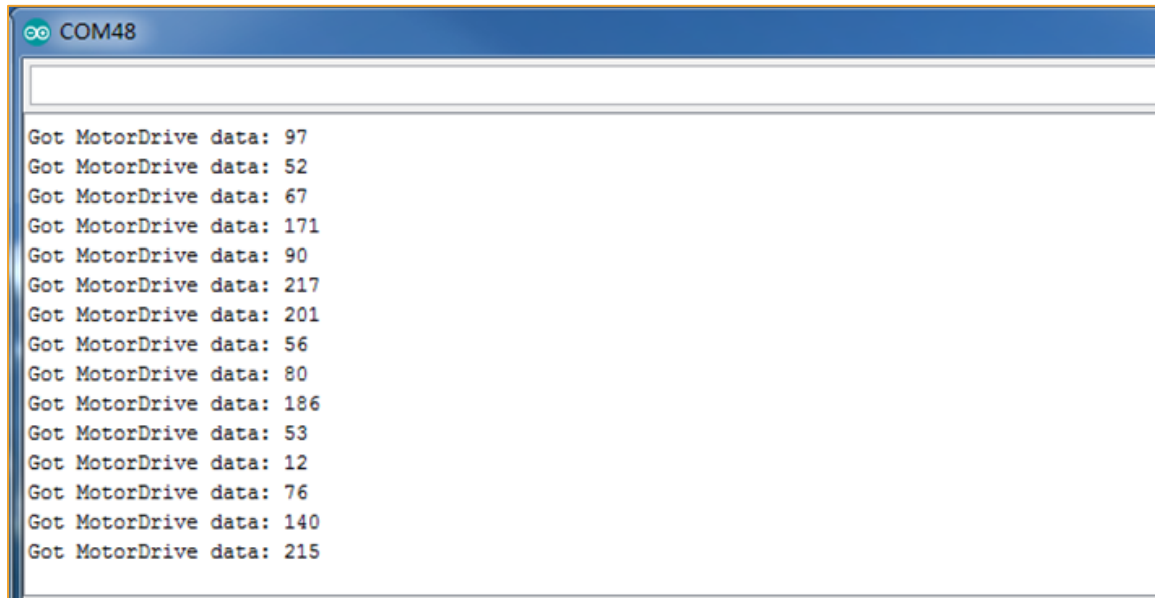 COM48
Got MotorDrive data: 97
Got MotorDrive data: 52
Got MotorDrive data: 67
Got MotorDrive data: 171
Got MotorDrive data: 90
Got MotorDrive data: 217
Got MotorDrive data: 201
Got MotorDrive data: 56
Got MotorDrive data: 80
Got MotorDrive data: 186
Got MotorDrive data: 53
Got MotorDrive data: 12
Got MotorDrive data: 76
Got MotorDrive data: 140
Got MotorDrive data: 215